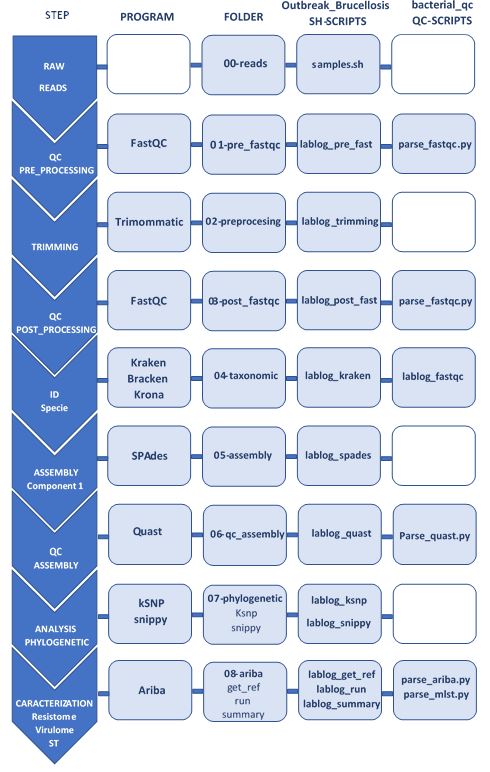 STEP
PROGRAM
FOLDER
Outbreak_Brucellosis
SH-SCRIPTS
bacterial_qc
QC-SCRIPTS
RAW
READS
00-reads
samples.sh
QC
PRE_PROCESSING
FastQC
01-pre_fastqc
lablog_pre_fast
parse_fastqc.py
TRIMMING
Trimommatic
02-preprocesing
lablog_trimming
QC
POST_PROCESSING
FastQC
03-post_fastqc
lablog_post_fast
parse_fastqc.py
ID
Specie
Kraken
Bracken
Krona
04-taxonomic
lablog_kraken
lablog_fastqc
ASSEMBLY
Component 1
SPAdes
05-assembly
lablog_spades
QC
ASSEMBLY
Quast
06-qc_assembly
lablog_quast
Parse_quast.py
ANALYSIS
PHYLOGENETIC
kSNP
snippy
07-phylogenetic
Ksnp
snippy
lablog_ksnp
lablog_snippy
CARACTERIZATION
Resistome
Virulome
ST
Ariba
08-ariba
get_ref
run
summary
lablog_get_ref
lablog_run
lablog_summary
parse_ariba.py
parse_mlst.py